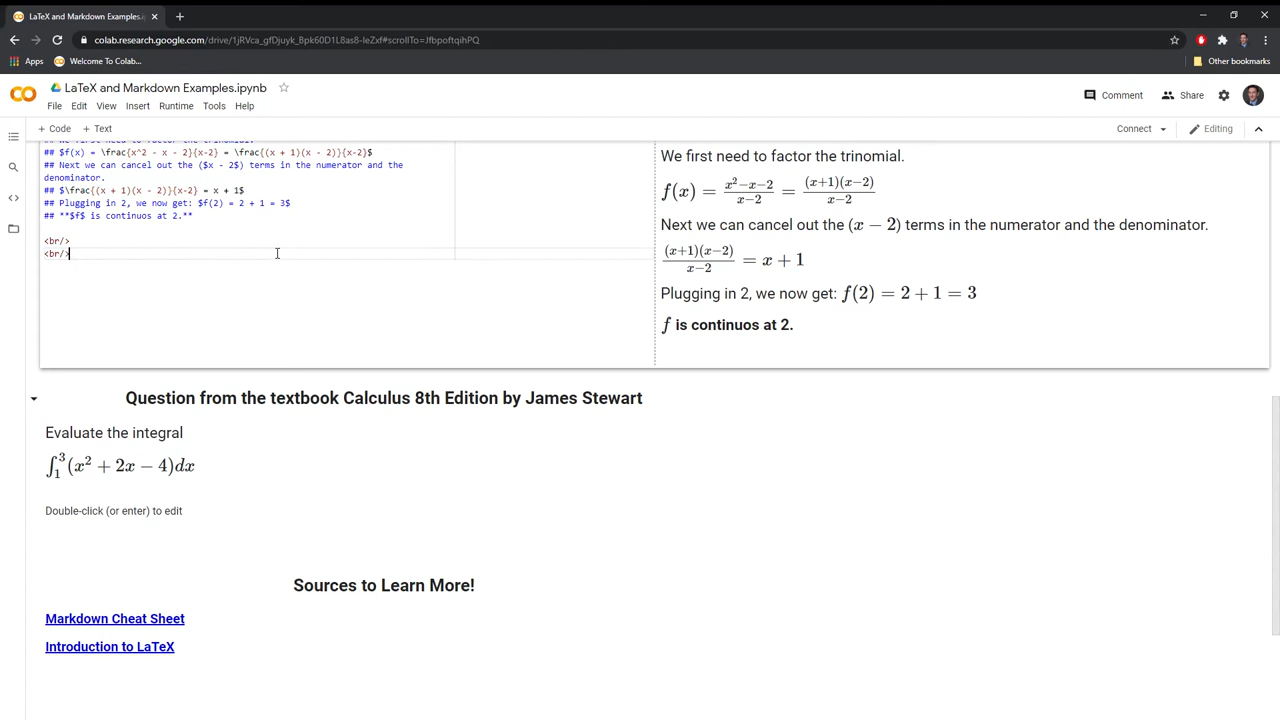 LaTeX and Markdown Examples.i
colab.research.google.com/drive/1jRVca_gfDjuyk_Bpk60D1L8as8-leZxf#scrollTo=JfbpoftqihPQ
Apps Welcome To Colab... Other bookmarks
LaTeX and Markdown Examples.ipynb
Comment Share
File Edit View Insert Runtime Tools Help
+ Code + Text Connect Editing
## We first need to factor the trinomial.
## $f(x) = \frac{x^2 - x - 2}{x-2} = \frac{(x + 1)(x - 2)}{x-2}$
## Next we can cancel out the ($x - 2$) terms in the numerator and the
denominator.
## $\frac{(x + 1)(x - 2)}{x-2} = x + 1$
## Plugging in 2, we now get: $f(2) = 2 + 1 = 3$
## **$f$ is continuos at 2.**
<br/>
<br/>
We first need to factor the trinomial.
f(x) = x²−x−2/x−2 = (x+1)(x−2)/x−2
Next we can cancel out the (x − 2) terms in the numerator and the denominator.
(x+1)(x−2)/x−2 = x + 1
Plugging in 2, we now get: f(2) = 2 + 1 = 3
f is continuos at 2.
Question from the textbook Calculus 8th Edition by James Stewart
Evaluate the integral
∫₁³(x² + 2x − 4)dx
Double-click (or enter) to edit
Sources to Learn More!
Markdown Cheat Sheet
Introduction to LaTeX